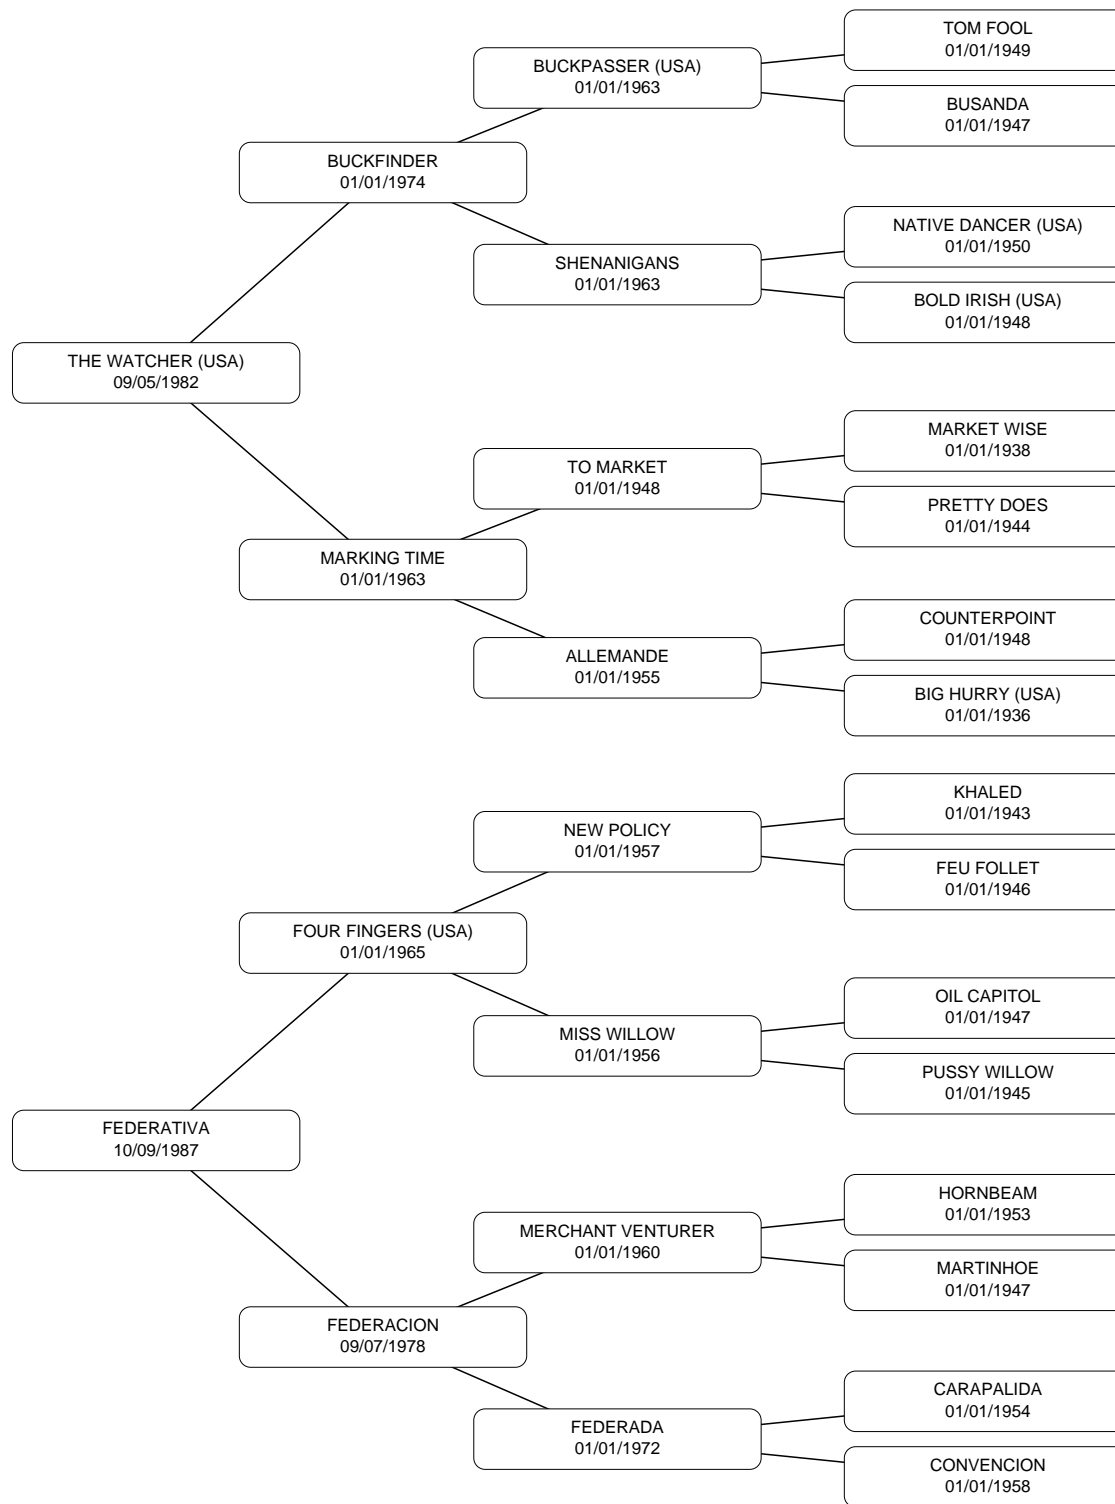 TOM FOOL
01/01/1949
BUCKPASSER (USA)
01/01/1963
BUSANDA
01/01/1947
BUCKFINDER
01/01/1974
NATIVE DANCER (USA)
01/01/1950
SHENANIGANS
01/01/1963
BOLD IRISH (USA)
01/01/1948
THE WATCHER (USA)
09/05/1982
MARKET WISE
01/01/1938
TO MARKET
01/01/1948
PRETTY DOES
01/01/1944
MARKING TIME
01/01/1963
COUNTERPOINT
01/01/1948
ALLEMANDE
01/01/1955
BIG HURRY (USA)
01/01/1936
KHALED
01/01/1943
NEW POLICY
01/01/1957
FEU FOLLET
01/01/1946
FOUR FINGERS (USA)
01/01/1965
OIL CAPITOL
01/01/1947
MISS WILLOW
01/01/1956
PUSSY WILLOW
01/01/1945
FEDERATIVA
10/09/1987
HORNBEAM
01/01/1953
MERCHANT VENTURER
01/01/1960
MARTINHOE
01/01/1947
FEDERACION
09/07/1978
CARAPALIDA
01/01/1954
FEDERADA
01/01/1972
CONVENCION
01/01/1958